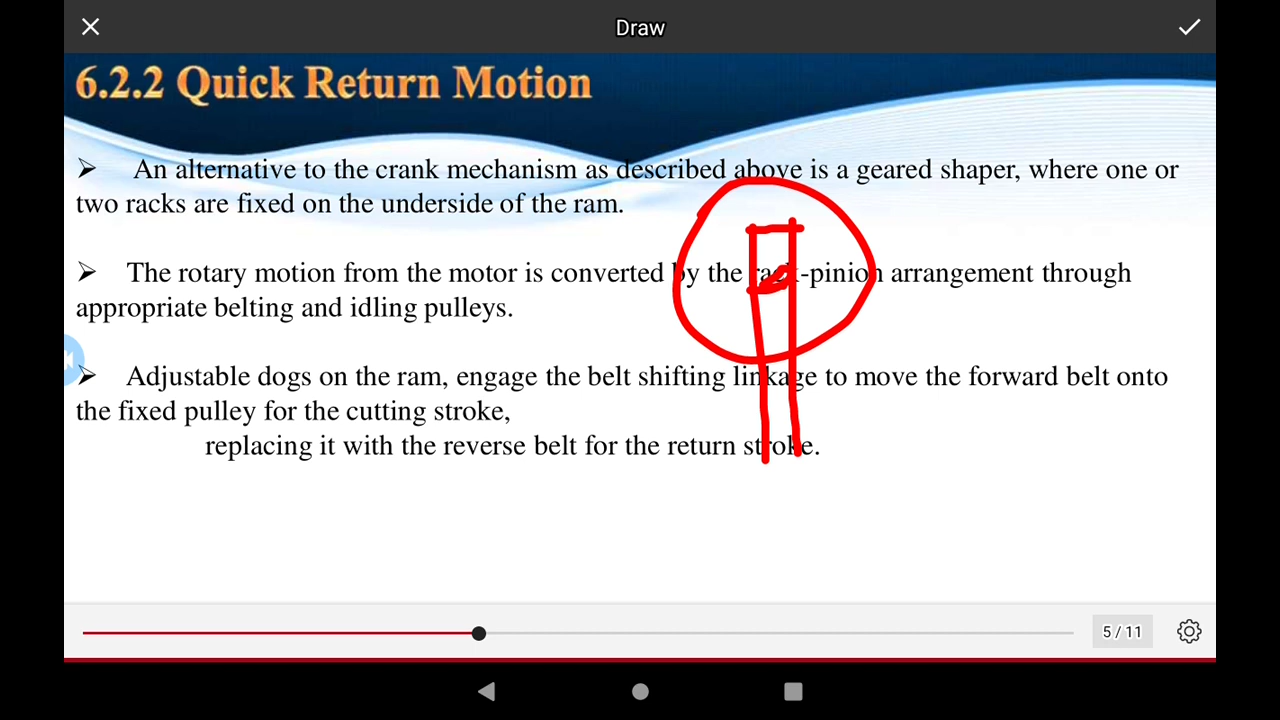 Draw
6.2.2 Quick Return Motion
An alternative to the crank mechanism as described above is a geared shaper, where one or
two racks are fixed on the underside of the ram.
The rotary motion from the motor is converted by the rack-pinion arrangement through
appropriate belting and idling pulleys.
Adjustable dogs on the ram, engage the belt shifting linkage to move the forward belt onto
the fixed pulley for the cutting stroke,
replacing it with the reverse belt for the return stroke.
5 / 11